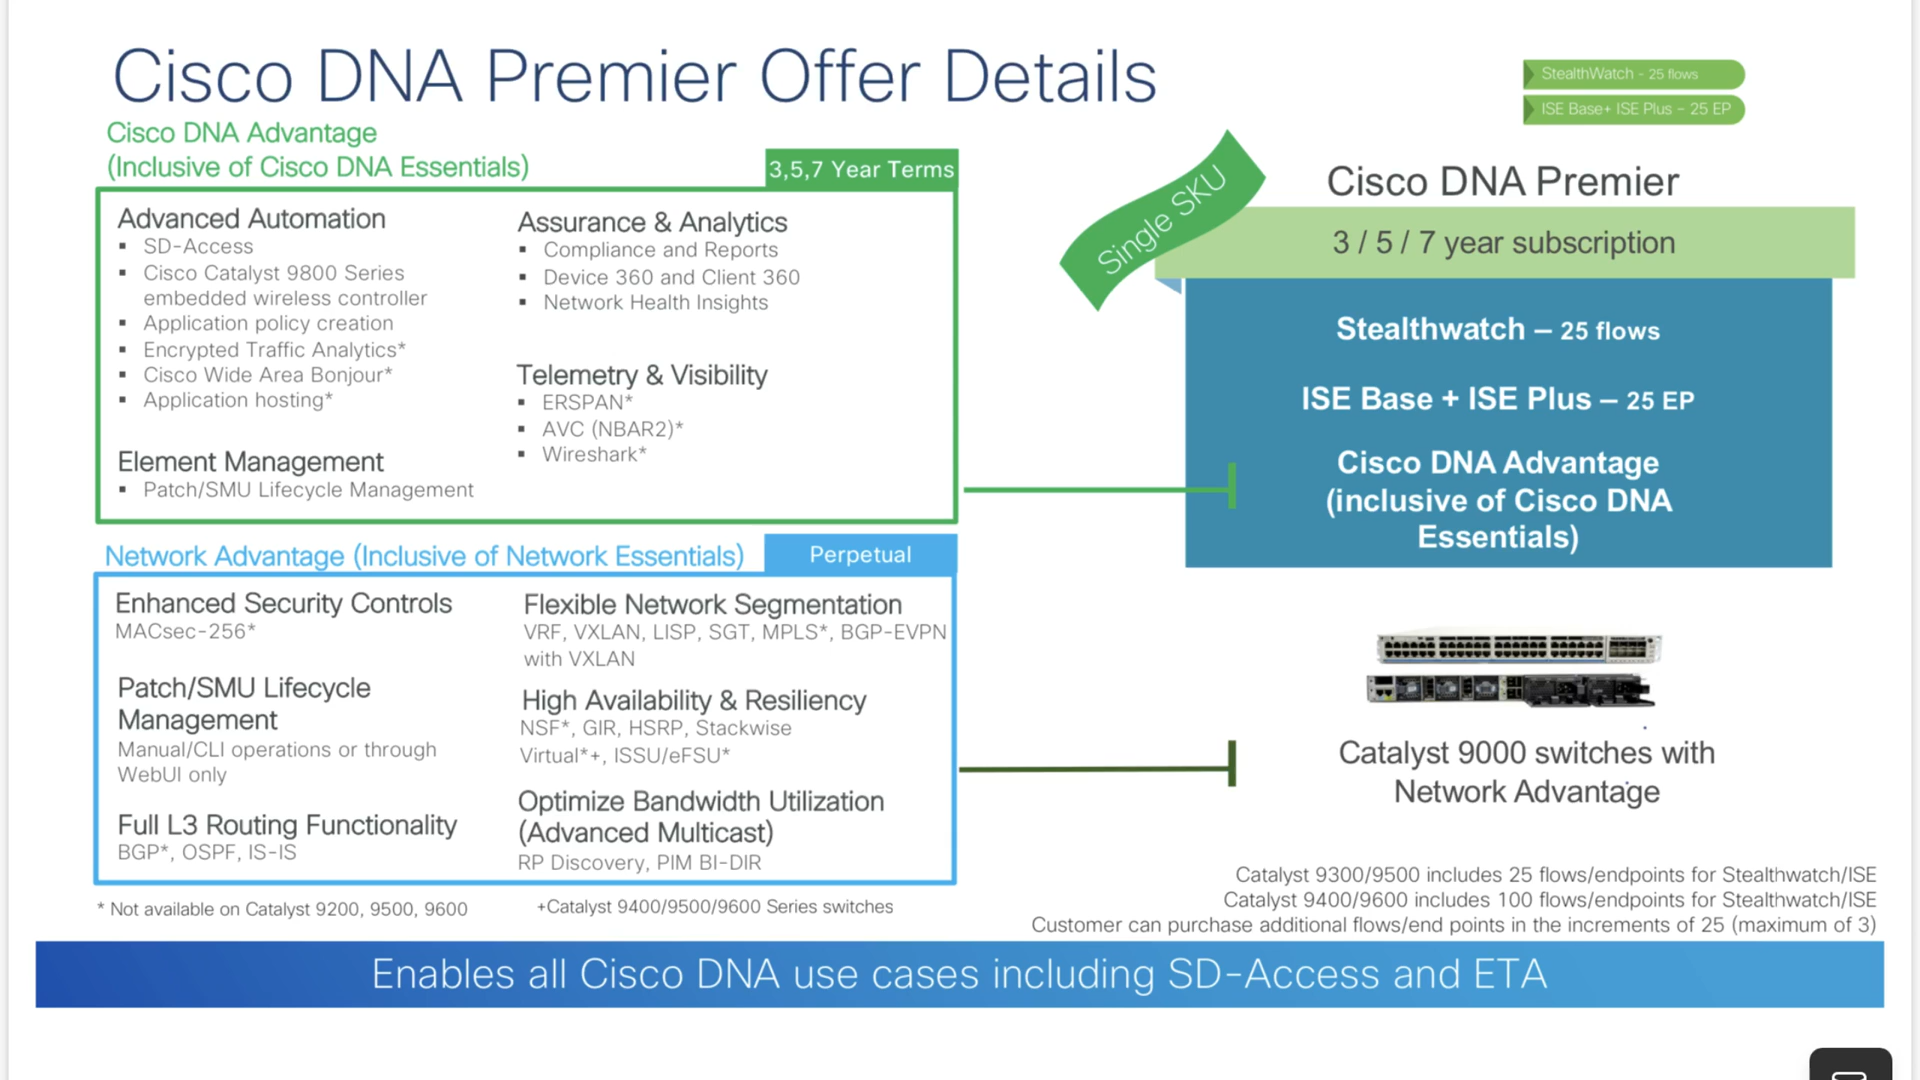 Cisco DNA Premier Offer Details
StealthWatch - 25 flows
ISE Base+ ISE Plus - 25 EP
Cisco DNA Advantage
(Inclusive of Cisco DNA Essentials)
3,5,7 Year Terms
Advanced Automation
▪ SD-Access
▪ Cisco Catalyst 9800 Series
embedded wireless controller
▪ Application policy creation
▪ Encrypted Traffic Analytics*
▪ Cisco Wide Area Bonjour*
▪ Application hosting*
Element Management
▪ Patch/SMU Lifecycle Management
Assurance & Analytics
▪ Compliance and Reports
▪ Device 360 and Client 360
▪ Network Health Insights
Telemetry & Visibility
▪ ERSPAN*
▪ AVC (NBAR2)*
▪ Wireshark*
Network Advantage (Inclusive of Network Essentials)
Perpetual
Enhanced Security Controls
MACsec-256*
Patch/SMU Lifecycle
Management
Manual/CLI operations or through
WebUI only
Full L3 Routing Functionality
BGP*, OSPF, IS-IS
Flexible Network Segmentation
VRF, VXLAN, LISP, SGT, MPLS*, BGP-EVPN
with VXLAN
High Availability & Resiliency
NSF*, GIR, HSRP, Stackwise
Virtual*+, ISSU/eFSU*
Optimize Bandwidth Utilization
(Advanced Multicast)
RP Discovery, PIM BI-DIR
* Not available on Catalyst 9200, 9500, 9600
+Catalyst 9400/9500/9600 Series switches
Single SKU
Cisco DNA Premier
3 / 5 / 7 year subscription
Stealthwatch – 25 flows
ISE Base + ISE Plus – 25 EP
Cisco DNA Advantage
(inclusive of Cisco DNA
Essentials)
Catalyst 9000 switches with
Network Advantage
Catalyst 9300/9500 includes 25 flows/endpoints for Stealthwatch/ISE
Catalyst 9400/9600 includes 100 flows/endpoints for Stealthwatch/ISE
Customer can purchase additional flows/end points in the increments of 25 (maximum of 3)
Enables all Cisco DNA use cases including SD-Access and ETA